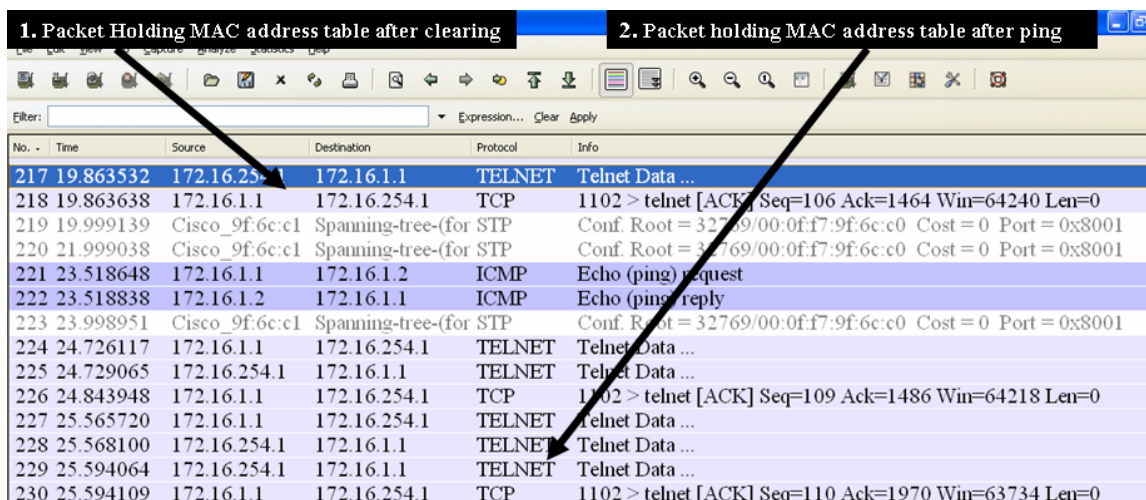 1. Packet Holding MAC address table after clearing
2. Packet holding MAC address table after ping
File Edit View Go Capture Analyze Statistics Help
Filter: Expression... Clear Apply
No. - Time Source Destination Protocol Info
217 19.863532 172.16.254.1 172.16.1.1 TELNET Telnet Data ...
218 19.863638 172.16.1.1 172.16.254.1 TCP 1102 > telnet [ACK] Seq=106 Ack=1464 Win=64240 Len=0
219 19.999139 Cisco_9f:6c:c1 Spanning-tree-(for STP Conf. Root = 32769/00:0f:f7:9f:6c:c0 Cost = 0 Port = 0x8001
220 21.999038 Cisco_9f:6c:c1 Spanning-tree-(for STP Conf. Root = 32769/00:0f:f7:9f:6c:c0 Cost = 0 Port = 0x8001
221 23.518648 172.16.1.1 172.16.1.2 ICMP Echo (ping) request
222 23.518838 172.16.1.2 172.16.1.1 ICMP Echo (ping) reply
223 23.998951 Cisco_9f:6c:c1 Spanning-tree-(for STP Conf. Root = 32769/00:0f:f7:9f:6c:c0 Cost = 0 Port = 0x8001
224 24.726117 172.16.1.1 172.16.254.1 TELNET Telnet Data ...
225 24.729065 172.16.254.1 172.16.1.1 TELNET Telnet Data ...
226 24.843948 172.16.1.1 172.16.254.1 TCP 1102 > telnet [ACK] Seq=109 Ack=1486 Win=64218 Len=0
227 25.565720 172.16.1.1 172.16.254.1 TELNET Telnet Data ...
228 25.568100 172.16.254.1 172.16.1.1 TELNET Telnet Data ...
229 25.594064 172.16.254.1 172.16.1.1 TELNET Telnet Data ...
230 25.594109 172.16.1.1 172.16.254.1 TCP 1102 > telnet [ACK] Seq=110 Ack=1970 Win=63734 Len=0